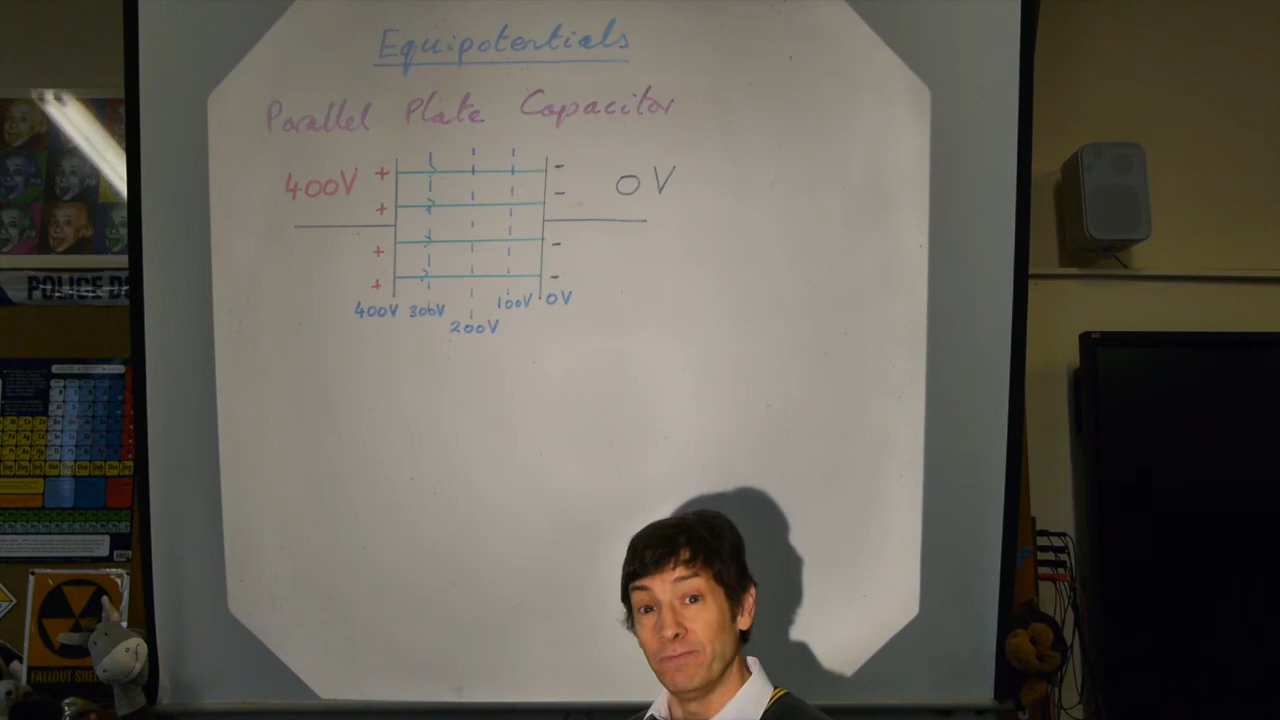 Equipotentials
Parallel Plate Capacitor
400V + - 0V
+ -
+ -
+ -
400V 300V 100V 0V
200V
POLICE DO
FALLOUT SHE